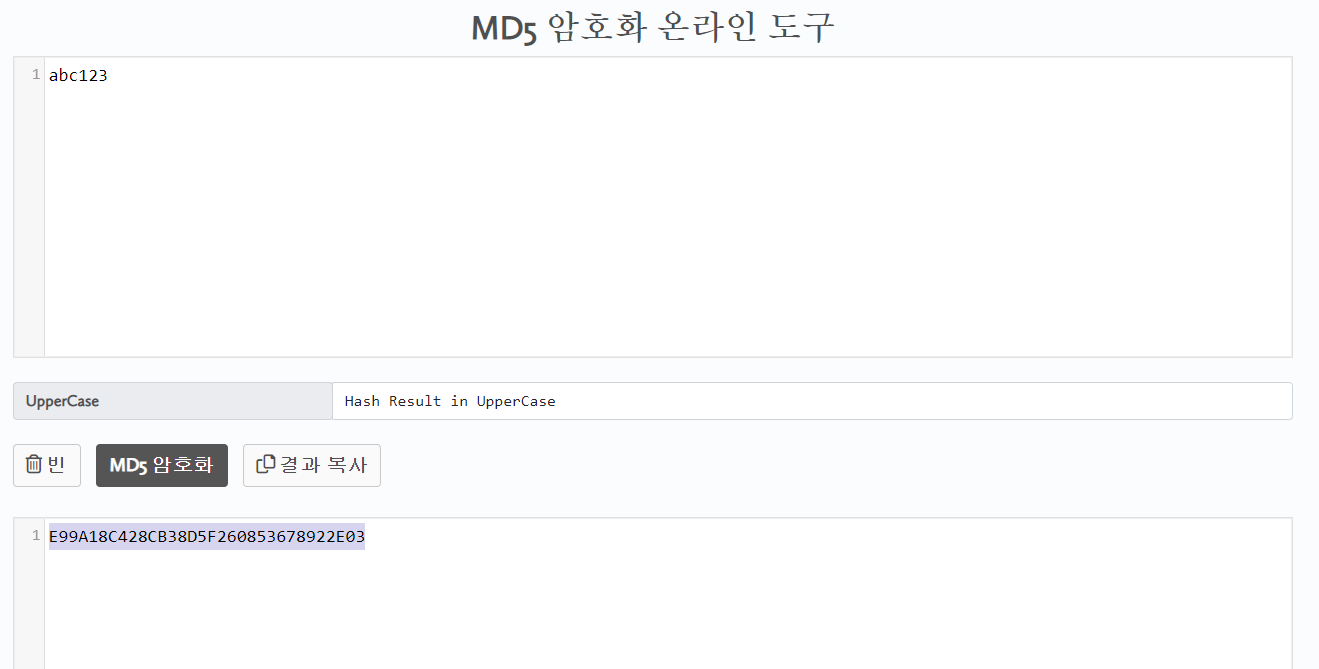 MD5 암호화 온라인 도구
1 abc123
UpperCase Hash Result in UpperCase
빈 MD5 암호화 결과 복사
1 E99A18C428CB38D5F260853678922E03